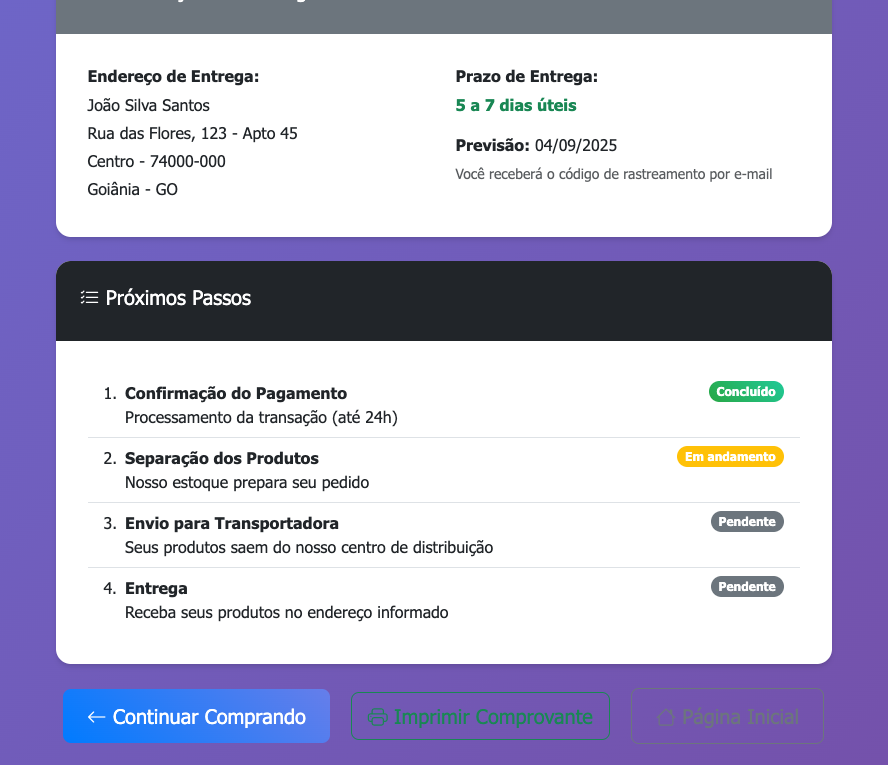 Endereço de Entrega:
João Silva Santos
Rua das Flores, 123 - Apto 45
Centro - 74000-000
Goiânia - GO
Prazo de Entrega:
5 a 7 dias úteis
Previsão: 04/09/2025
Você receberá o código de rastreamento por e-mail
Próximos Passos
1. Confirmação do Pagamento
Concluído
Processamento da transação (até 24h)
2. Separação dos Produtos
Em andamento
Nosso estoque prepara seu pedido
3. Envio para Transportadora
Pendente
Seus produtos saem do nosso centro de distribuição
4. Entrega
Pendente
Receba seus produtos no endereço informado
Continuar Comprando
Imprimir Comprovante
Página Inicial